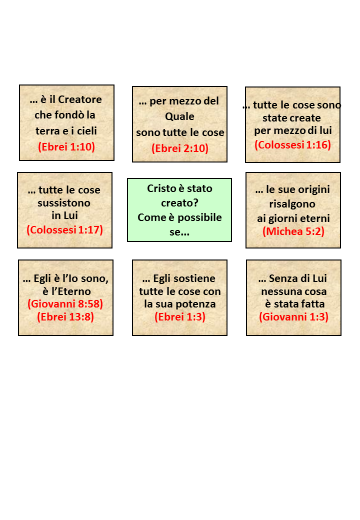 … è il Creatore
che fondò la
terra e i cieli
(Ebrei 1:10)
… per mezzo del
Quale
sono tutte le cose
(Ebrei 2:10)
… tutte le cose sono
state create
per mezzo di lui
(Colossesi 1:16)
… tutte le cose
sussistono
in Lui
(Colossesi 1:17)
Cristo è stato
creato?
Come è possibile
se...
… le sue origini
risalgono
ai giorni eterni
(Michea 5:2)
… Egli è l’Io sono,
è l’Eterno
(Giovanni 8:58)
(Ebrei 13:8)
… Egli sostiene
tutte le cose con
la sua potenza
(Ebrei 1:3)
… Senza di Lui
nessuna cosa
è stata fatta
(Giovanni 1:3)